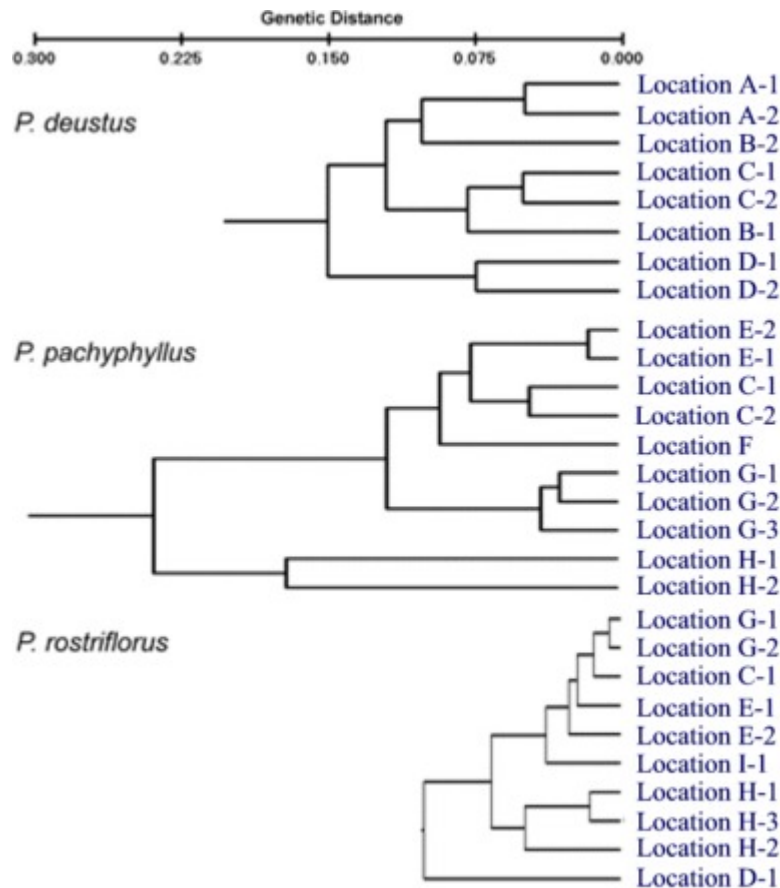 Genetic Distance
0.300 0.225 0.150 0.075 0.000
P. deustus
Location A-1
Location A-2
Location B-2
Location C-1
Location C-2
Location B-1
Location D-1
Location D-2
P. pachyphyllus
Location E-2
Location E-1
Location C-1
Location C-2
Location F
Location G-1
Location G-2
Location G-3
Location H-1
Location H-2
P. rostriflorus
Location G-1
Location G-2
Location C-1
Location E-1
Location E-2
Location I-1
Location H-1
Location H-3
Location H-2
Location D-1